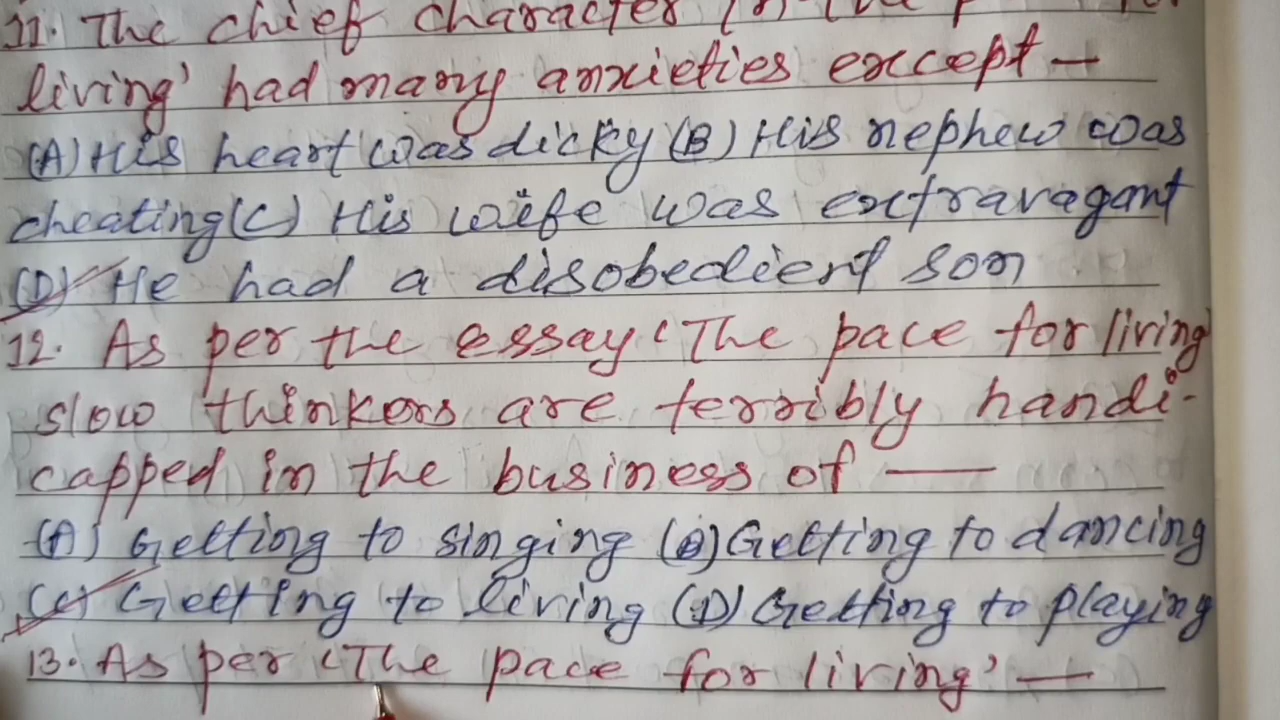 11. The chief character in the p for
living' had many anxieties except —
(A) His heart was dicky (B) His nephew was
cheating (C) His wife was extravagant
(D) He had a disobedient son
12. As per the essay 'The pace for living'
slow thinkers are terribly handi-
capped in the business of —
(A) Getting to singing (B) Getting to dancing
(C) Getting to living (D) Getting to playing
13. As per 'The pace for living' —